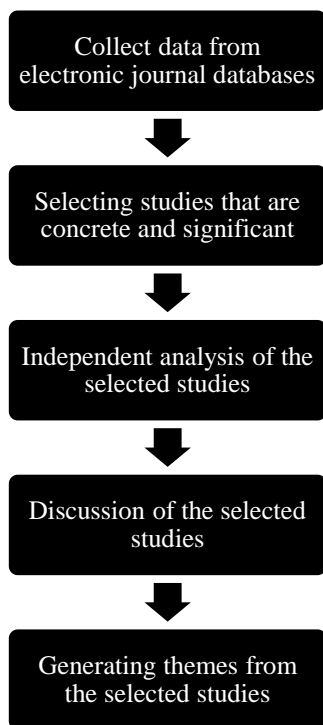 Collect data from
electronic journal databases
Selecting studies that are
concrete and significant
Independent analysis of the
selected studies
Discussion of the selected
studies
Generating themes from
the selected studies